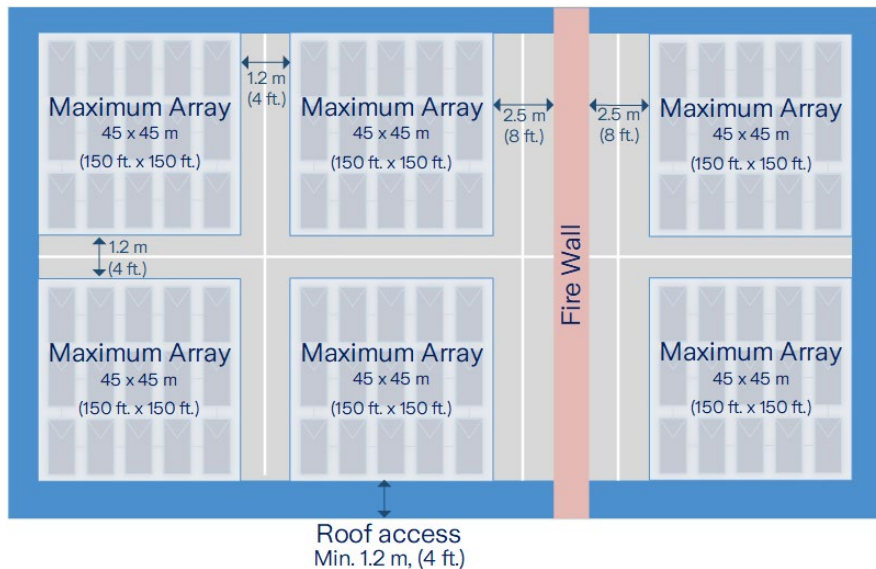 Maximum Array
45 x 45 m
(150 ft. x 150 ft.)
1.2 m
(4 ft.)
Maximum Array
45 x 45 m
(150 ft. x 150 ft.)
2.5 m
(8 ft.)
2.5 m
(8 ft.)
Maximum Array
45 x 45 m
(150 ft. x 150 ft.)
1.2 m
(4 ft.)
Fire Wall
Maximum Array
45 x 45 m
(150 ft. x 150 ft.)
Maximum Array
45 x 45 m
(150 ft. x 150 ft.)
Maximum Array
45 x 45 m
(150 ft. x 150 ft.)
Roof access
Min. 1.2 m, (4 ft.)